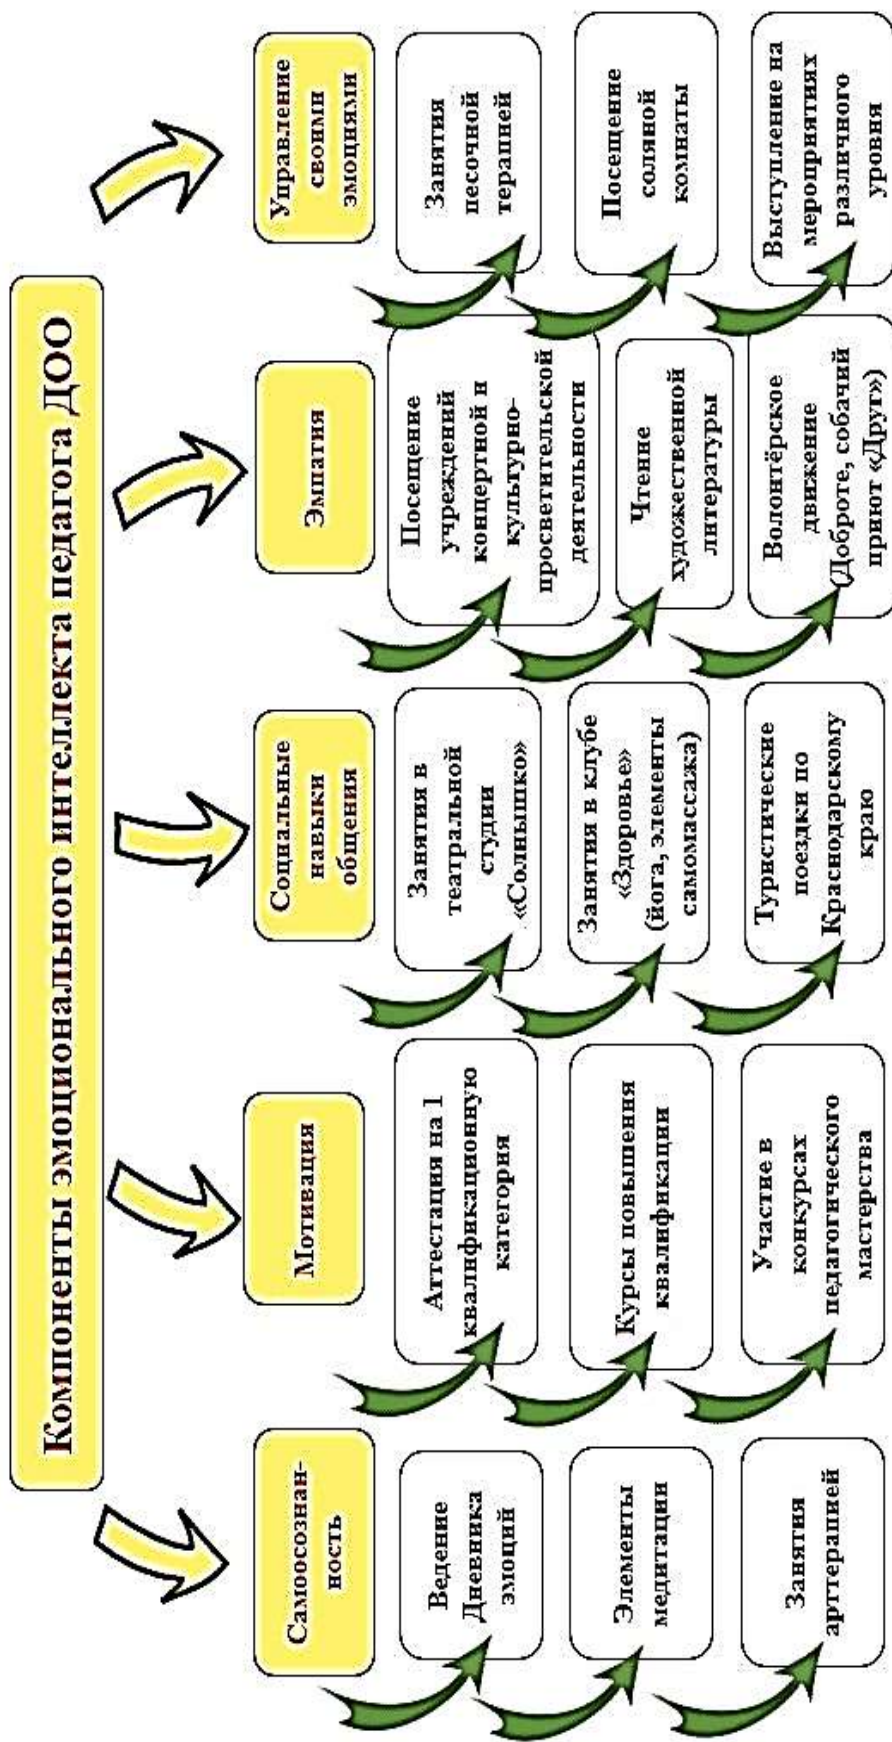 Компоненты эмоционального интеллекта педагога ДОО
Самоосознан-
ность
Ведение
Дневника
эмоций
Элементы
медитации
Занятия
арттерапией
Мотивация
Аттестация на 1
квалификационную
категория
Курсы повышения
квалификации
Участие в
конкурсах
педагогического
мастерства
Социальные
навыки
общения
Занятия в
театральной
студии
«Солнышко»
Занятия в клубе
«Здоровье»
(йога, элементы
самомассажа)
Туристические
поездки по
Краснодарскому
краю
Эмпатия
Посещение
учреждений
концертной и
культурно-
просветительской
деятельности
Чтение
художественной
литературы
Волонтёрское
движение
(Доброте, собачий
приют «Друг»)
Управление
своими
эмоциями
Занятия
песочной
терапией
Посещение
соляной
комнаты
Выступление на
мероприятиях
различного
уровня